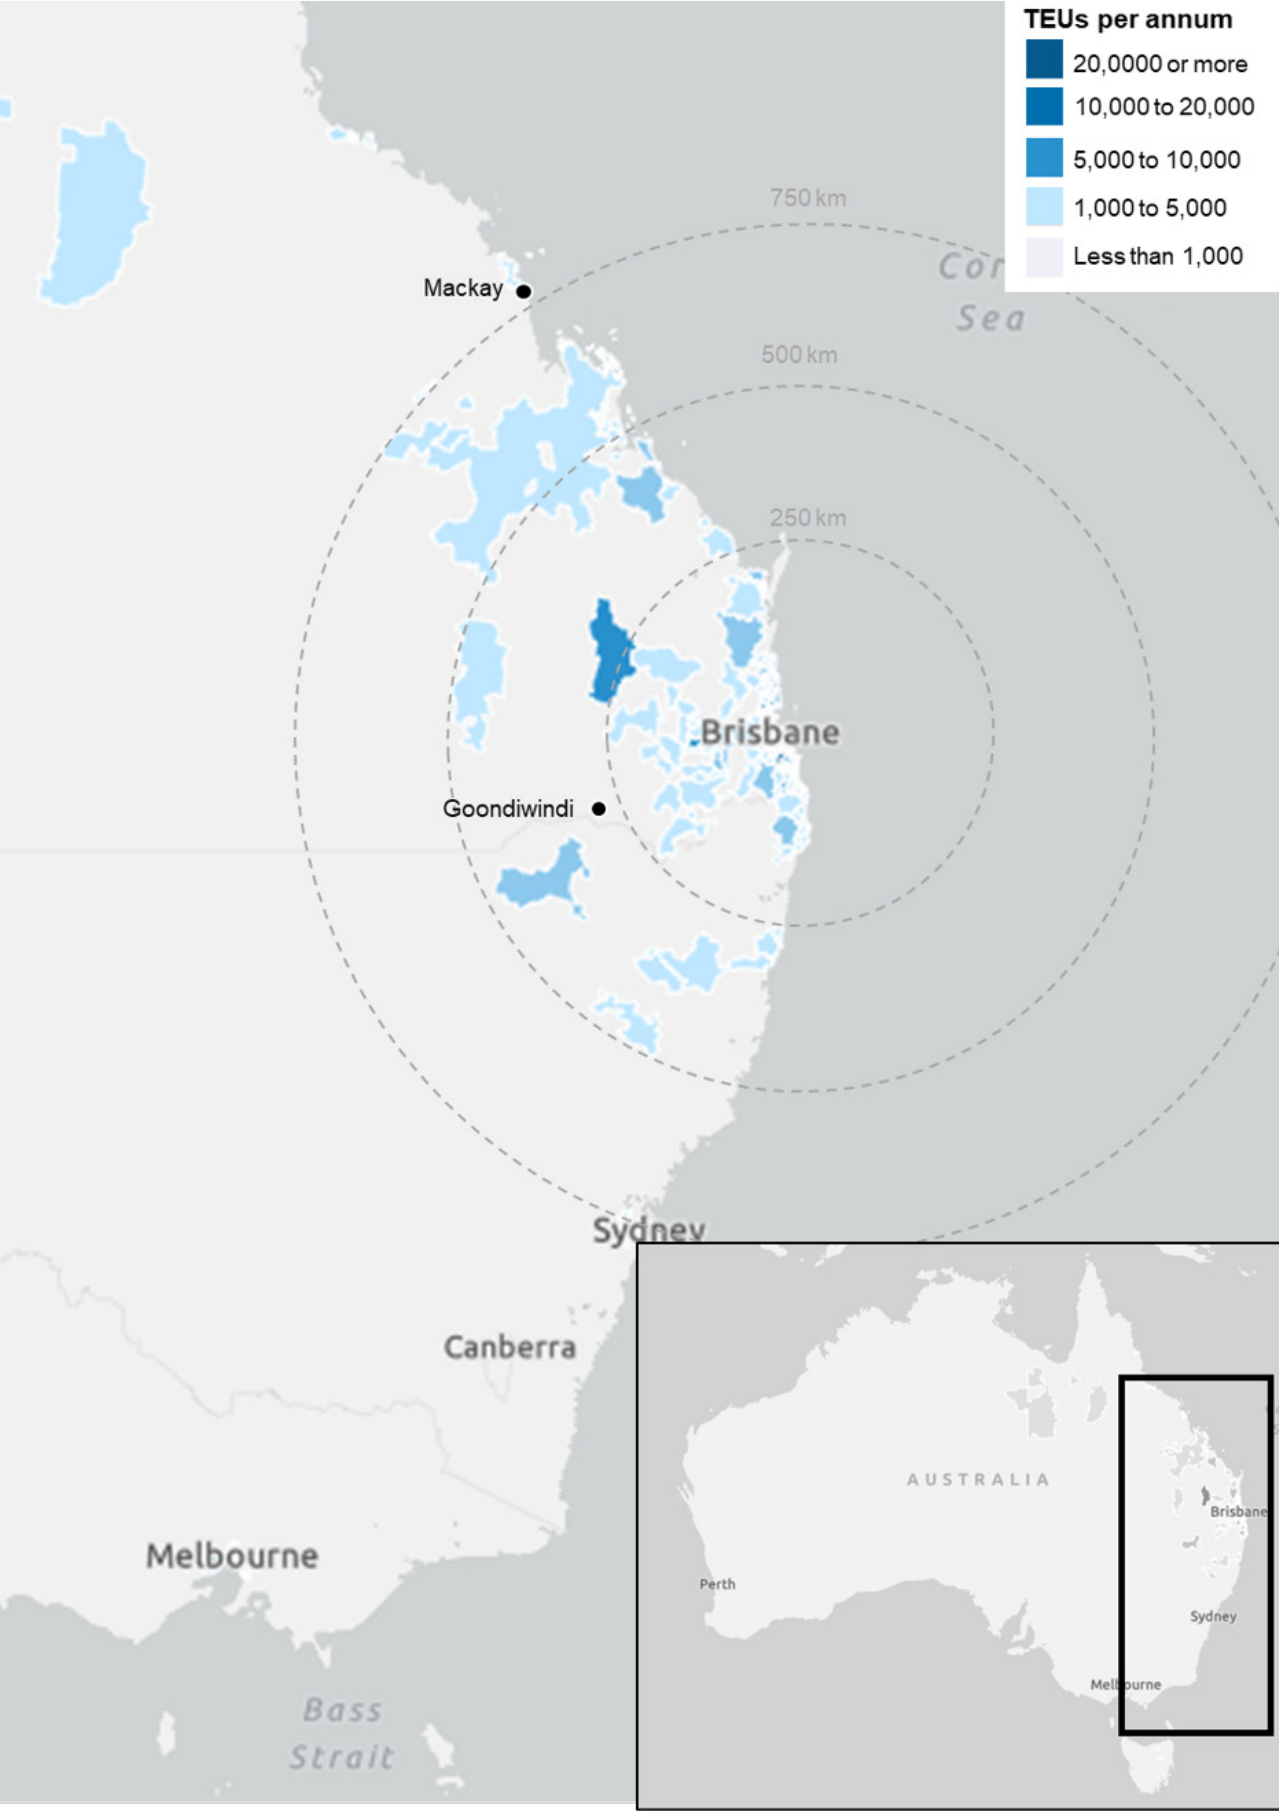 TEUs per annum
20,0000 or more
10,000 to 20,000
5,000 to 10,000
1,000 to 5,000
Less than 1,000
750 km
Cor
Sea
Mackay
500 km
250 km
Brisbane
Goondiwindi
Sydney
Canberra
Melbourne
Bass
Strait
AUSTRALIA
Brisbane
Perth
Sydney
Melbourne